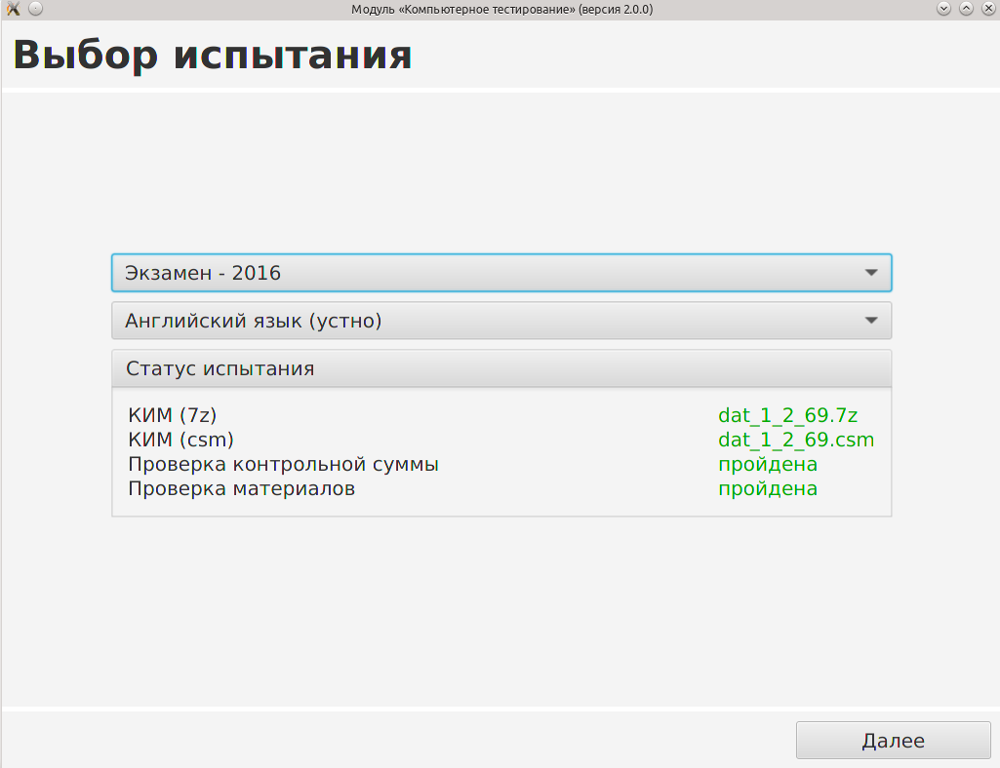 Модуль «Компьютерное тестирование» (версия 2.0.0)
Выбор испытания
Экзамен - 2016
Английский язык (устно)
Статус испытания
КИМ (7z) dat_1_2_69.7z
КИМ (csm) dat_1_2_69.csm
Проверка контрольной суммы пройдена
Проверка материалов пройдена
Далее